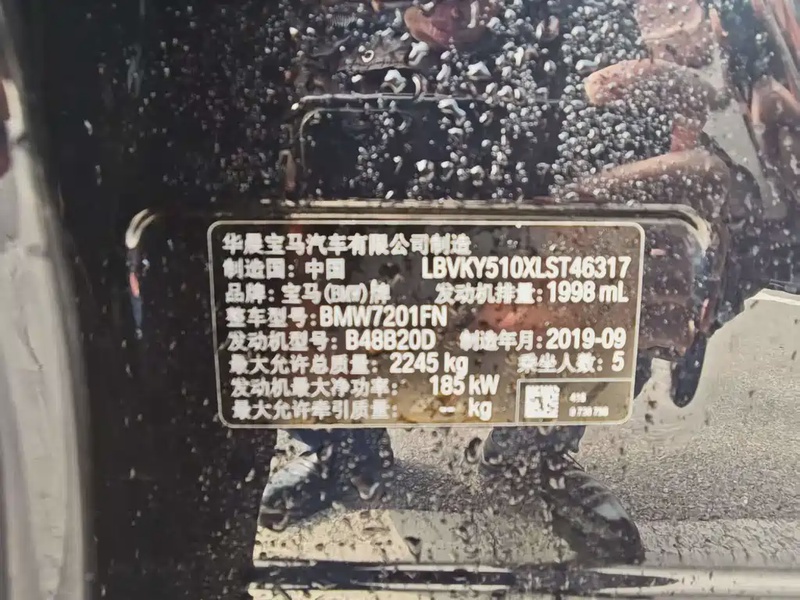 华晨宝马汽车有限公司制造
制造国：中国 LBVKY510XLST46317
品牌：宝马(BMW)牌 发动机排量：1998 mL
整车型号：BMW7201FN
发动机型号：B48B20D 制造年月：2019-09
最大允许总质量：2245 kg 乘坐人数：5
发动机最大净功率：185 kW
最大允许牵引质量：-- kg